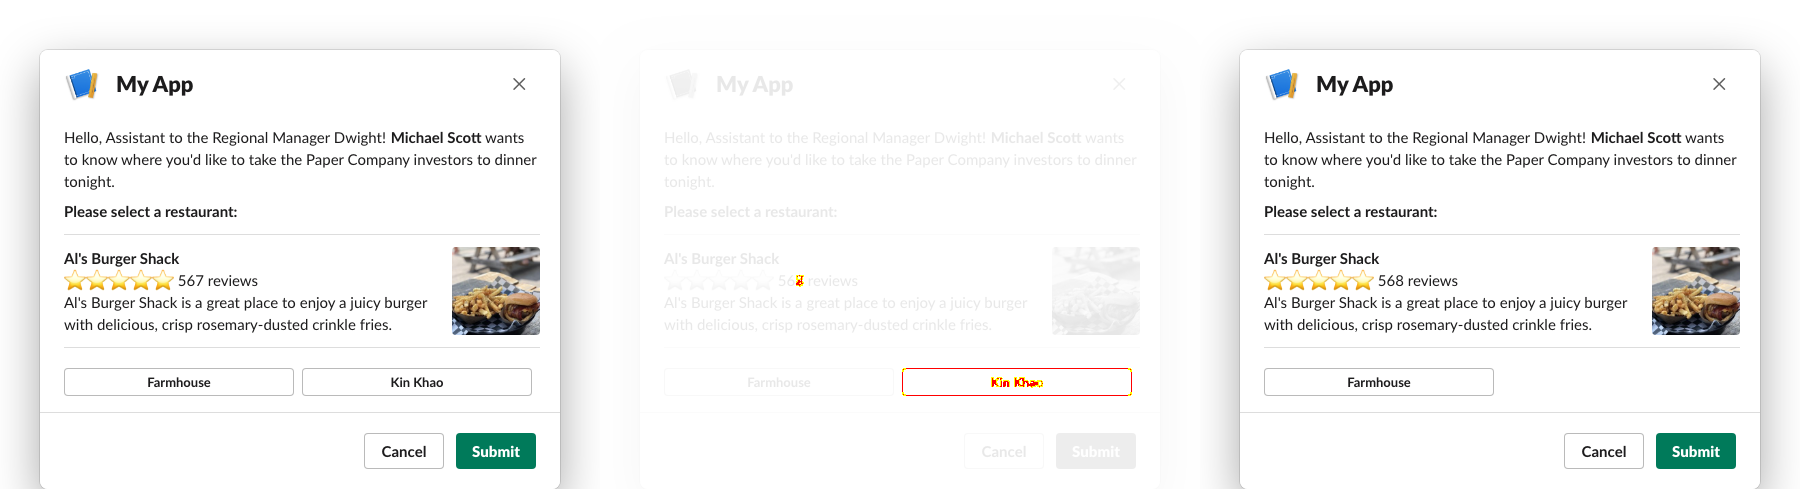 My App
Hello, Assistant to the Regional Manager Dwight! Michael Scott wants
to know where you'd like to take the Paper Company investors to dinner
tonight.
Please select a restaurant:
Al's Burger Shack
567 reviews
Al's Burger Shack is a great place to enjoy a juicy burger
with delicious, crisp rosemary-dusted crinkle fries.
Farmhouse Kin Khao
Cancel Submit
My App
Hello, Assistant to the Regional Manager Dwight! Michael Scott wants
to know where you'd like to take the Paper Company investors to dinner
tonight.
Please select a restaurant:
Al's Burger Shack
reviews
Al's Burger Shack is a great place to enjoy a juicy burger
with delicious, crisp rosemary-dusted crinkle fries.
Farmhouse Kin Khao
Cancel Submit
My App
Hello, Assistant to the Regional Manager Dwight! Michael Scott wants
to know where you'd like to take the Paper Company investors to dinner
tonight.
Please select a restaurant:
Al's Burger Shack
568 reviews
Al's Burger Shack is a great place to enjoy a juicy burger
with delicious, crisp rosemary-dusted crinkle fries.
Farmhouse
Cancel Submit